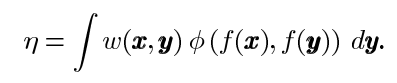 η = ∫ w(x, y) ϕ (f(x), f(y)) dy.